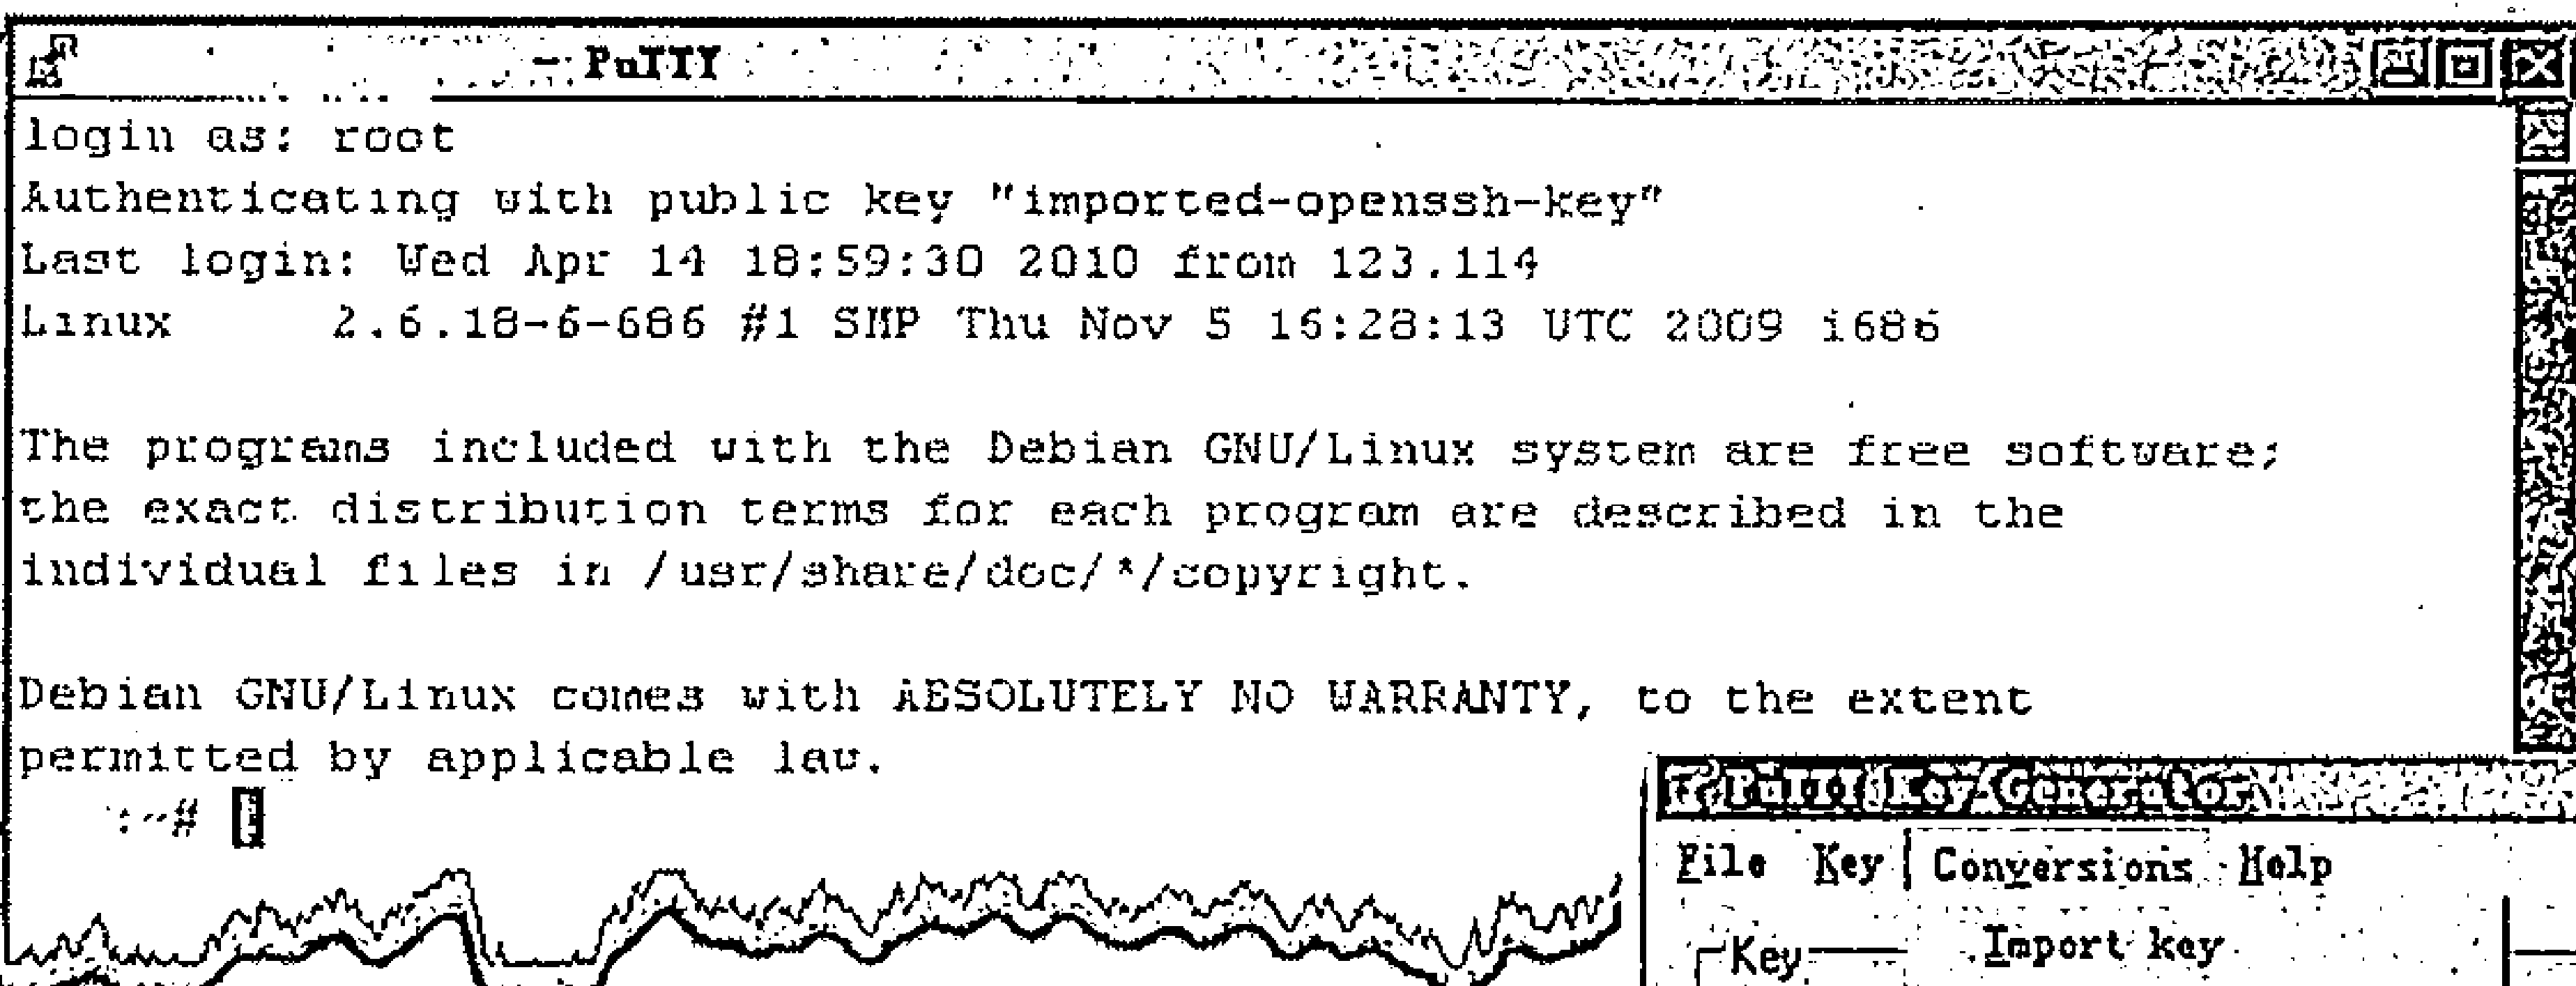 - PuTTY
login as: root
Authenticating with public key "imported-openssh-key"
Last login: Wed Apr 14 18:59:30 2010 from 123.114
Linux 2.6.18-6-686 #1 SMP Thu Nov 5 16:28:13 UTC 2009 i686
The programs included with the Debian GNU/Linux system are free software;
the exact distribution terms for each program are described in the
individual files in /usr/share/doc/*/copyright.
Debian GNU/Linux comes with ABSOLUTELY NO WARRANTY, to the extent
permitted by applicable law.
:~#
PuTTY Key Generator
File Key Conversions Help
Key Import key